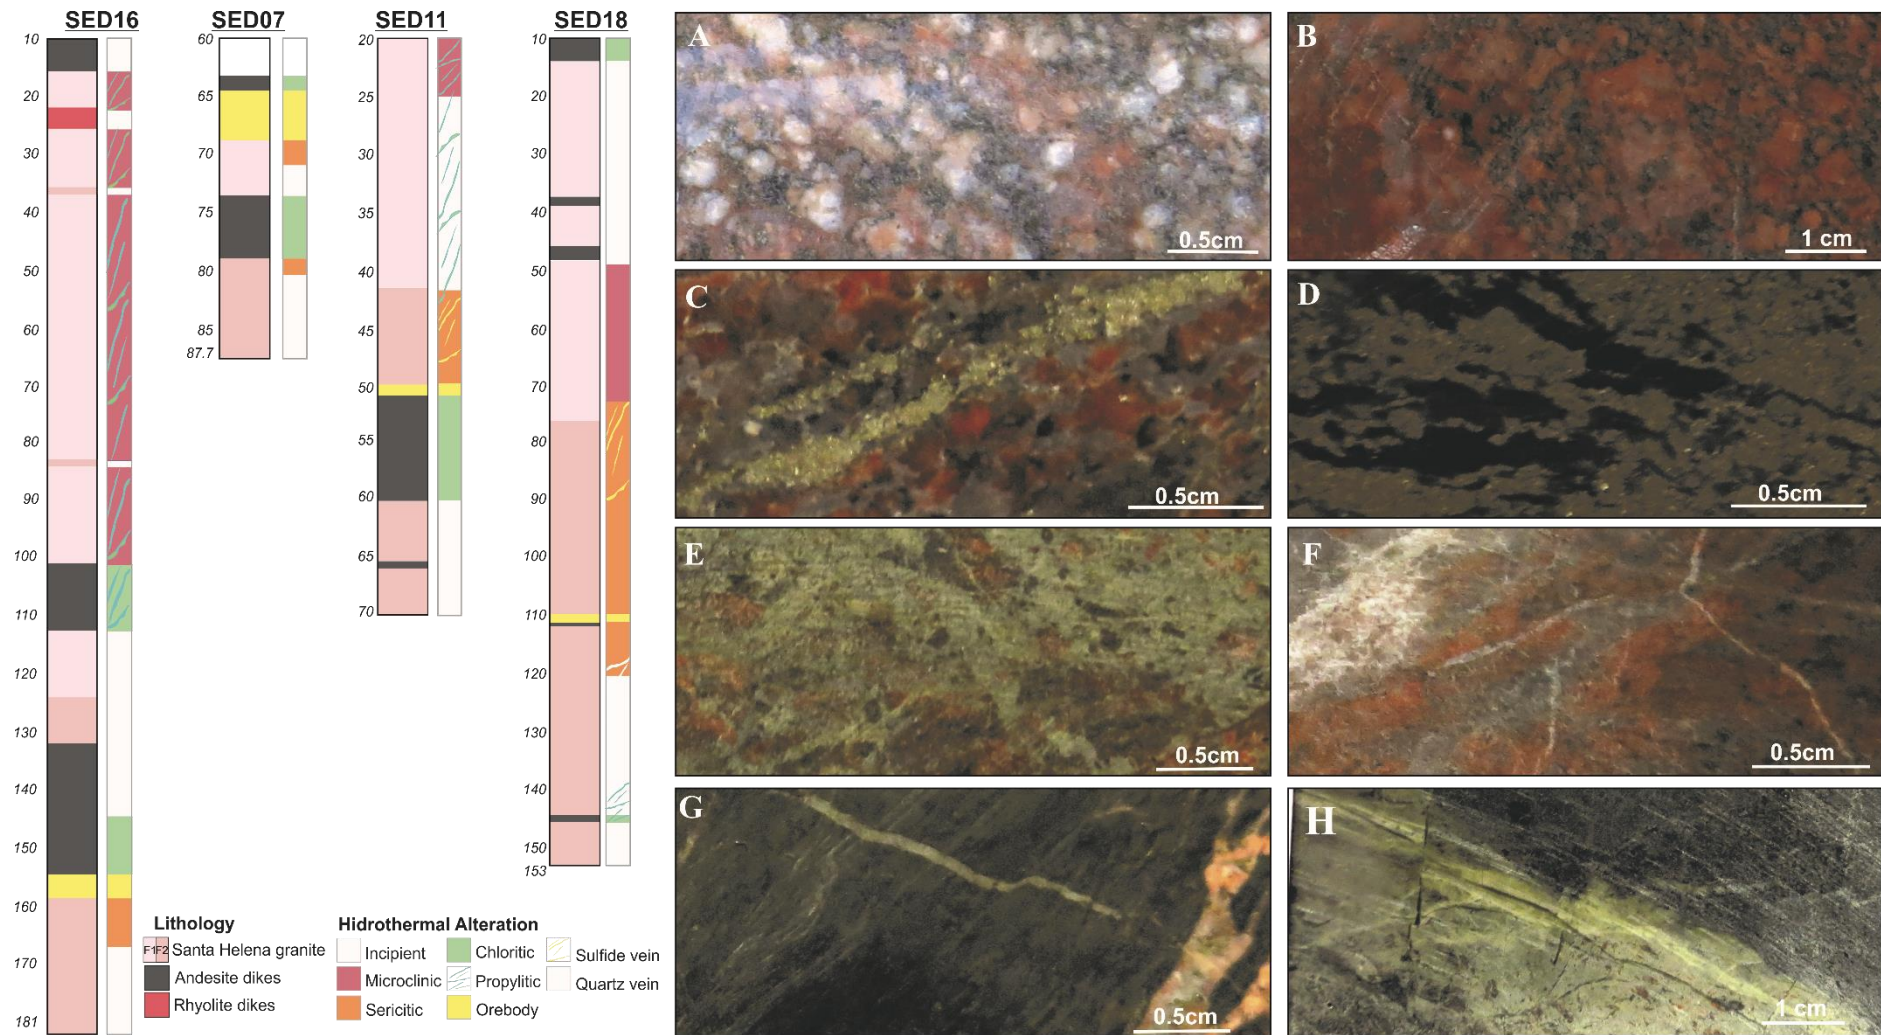 SED16
SED07
SED11
SED18
10
20
30
40
50
60
70
80
90
100
110
120
130
140
150
160
170
181
60
65
70
75
80
85
87.7
20
25
30
35
40
45
50
55
60
65
70
10
20
30
40
50
60
70
80
90
100
110
120
130
140
150
153
Lithology
F1 F2 Santa Helena granite
Andesite dikes
Rhyolite dikes
Hidrothermal Alteration
Incipient
Chloritic
Sulfide vein
Microclinic
Propylitic
Quartz vein
Sericitic
Orebody
A
0.5cm
B
1 cm
C
0.5cm
D
0.5cm
E
0.5cm
F
0.5cm
G
0.5cm
H
1 cm